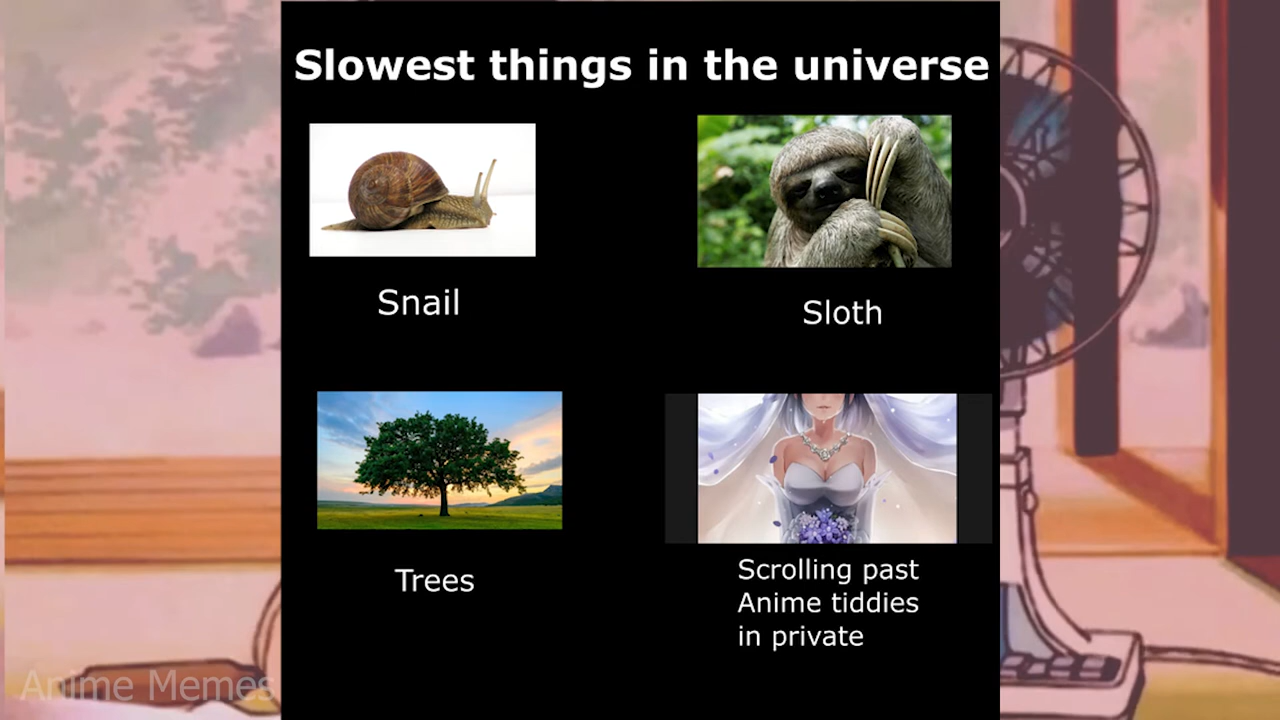 Slowest things in the universe
Snail
Sloth
Trees
Scrolling past
Anime tiddies
in private
Anime Memes